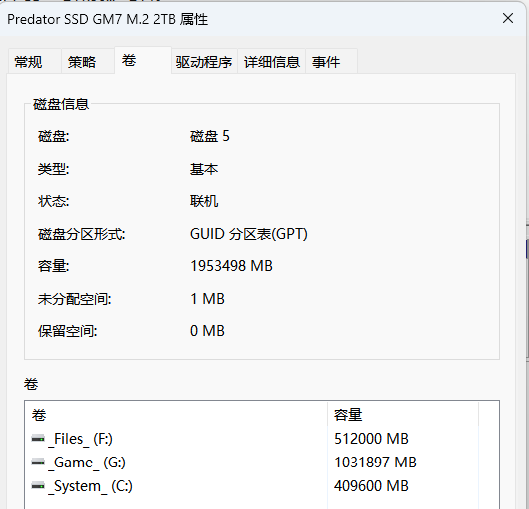 Predator SSD GM7 M.2 2TB 属性
常规 策略 卷 驱动程序 详细信息 事件
磁盘信息
磁盘: 磁盘 5
类型: 基本
状态: 联机
磁盘分区形式: GUID 分区表(GPT)
容量: 1953498 MB
未分配空间: 1 MB
保留空间: 0 MB
卷
卷 容量
_Files_ (F:) 512000 MB
_Game_ (G:) 1031897 MB
_System_ (C:) 409600 MB